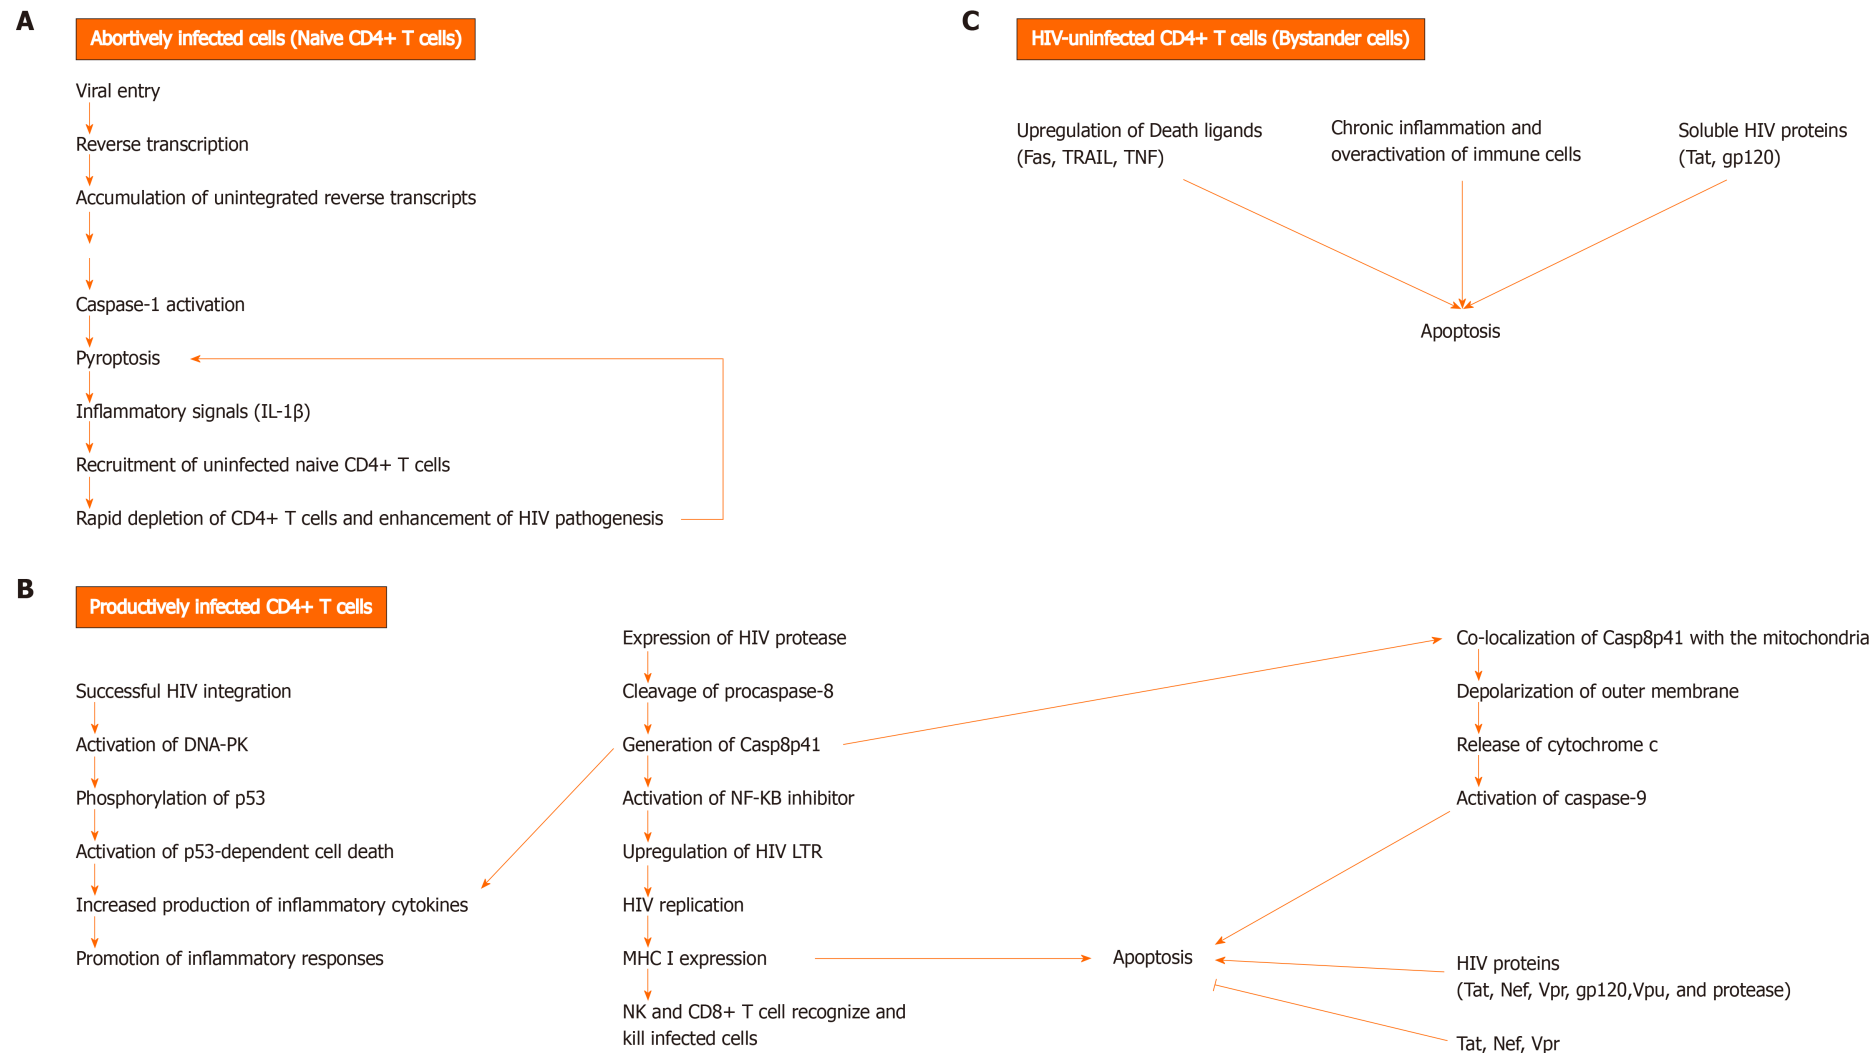 A
Abortively infected cells (Naive CD4+ T cells)
Viral entry
Reverse transcription
Accumulation of unintegrated reverse transcripts
Caspase-1 activation
Pyroptosis
Inflammatory signals (IL-1β)
Recruitment of uninfected naive CD4+ T cells
Rapid depletion of CD4+ T cells and enhancement of HIV pathogenesis
C
HIV-uninfected CD4+ T cells (Bystander cells)
Upregulation of Death ligands
(Fas, TRAIL, TNF)
Chronic inflammation and
overactivation of immune cells
Soluble HIV proteins
(Tat, gp120)
Apoptosis
B
Productively infected CD4+ T cells
Successful HIV integration
Activation of DNA-PK
Phosphorylation of p53
Activation of p53-dependent cell death
Increased production of inflammatory cytokines
Promotion of inflammatory responses
Expression of HIV protease
Cleavage of procaspase-8
Generation of Casp8p41
Activation of NF-KB inhibitor
Upregulation of HIV LTR
HIV replication
MHC I expression
NK and CD8+ T cell recognize and
kill infected cells
Apoptosis
Co-localization of Casp8p41 with the mitochondria
Depolarization of outer membrane
Release of cytochrome c
Activation of caspase-9
HIV proteins
(Tat, Nef, Vpr, gp120,Vpu, and protease)
Tat, Nef, Vpr